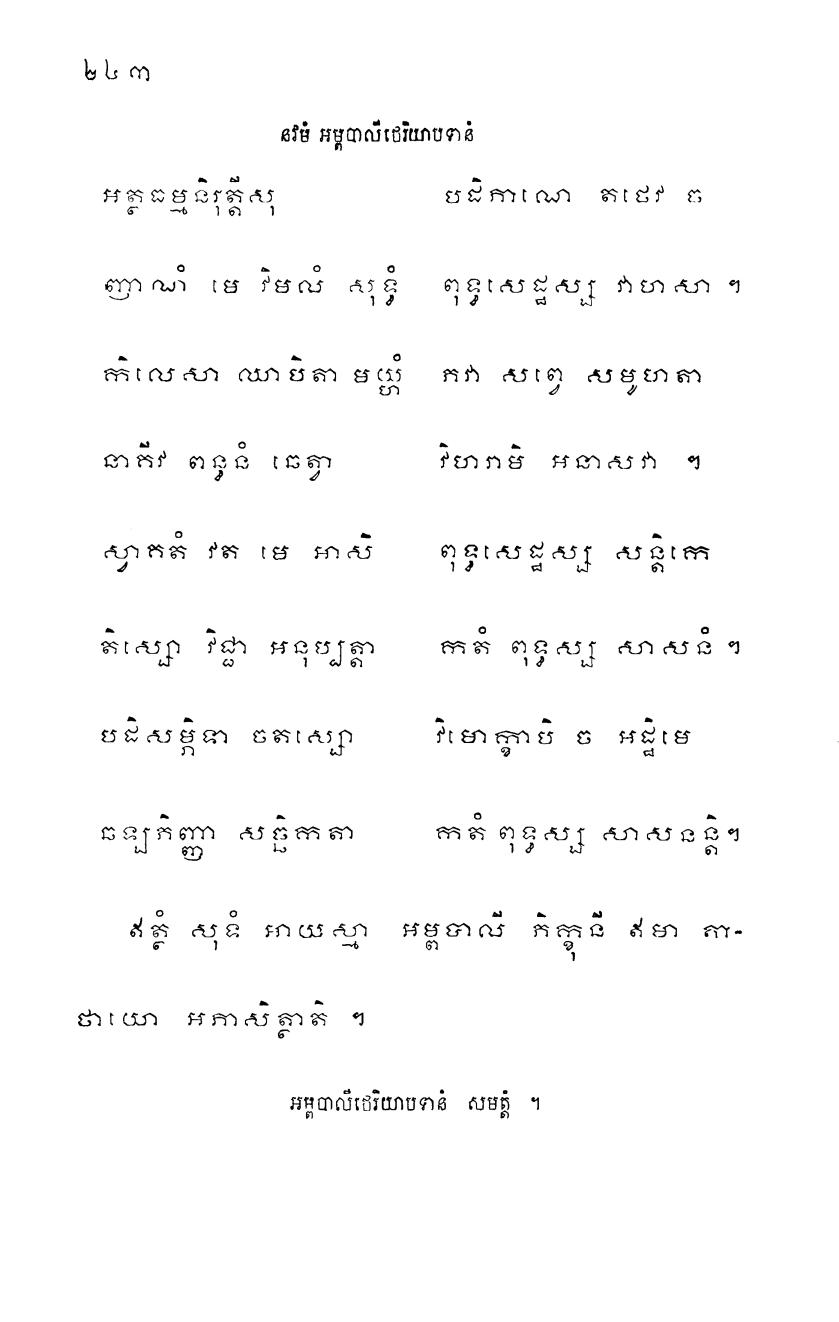 ២៤៣
នវមំ អម្ពបាលីថេរិយាបទានំ
អត្ថធម្មនិរុត្តីសុ បដិភាណេ តថេវ ច
ញាណំ មេ វិមលំ សុទ្ធំ ពុទ្ធសេដ្ឋស្ស វាហសា ។
កិលេសា ឈាបិតា មយ្ហំ ភវា សព្វេ សមូហតា
នាគីវ ពន្ធនំ ឆេត្វា វិហរាមិ អនាសវា ។
ស្វាគតំ វត មេ អាសិ ពុទ្ធសេដ្ឋស្ស សន្តិកេ
តិស្សោ វិជ្ជា អនុប្បត្តា កតំ ពុទ្ធស្ស សាសនំ ។
បដិសម្ភិទា ចតស្សោ វិមោក្ខាបិ ច អដ្ឋិមេ
ឆឡភិញ្ញា សច្ឆិកតា កតំ ពុទ្ធស្ស សាសនន្តិ។
ឥត្ថំ សុទំ អាយស្មា អម្ពបាលី ភិក្ខុនី ឥមា គា-
ថាយោ អភាសិត្ថាតិ ។
អម្ពបាលីថេរិយាបទានំ សមត្តំ ។